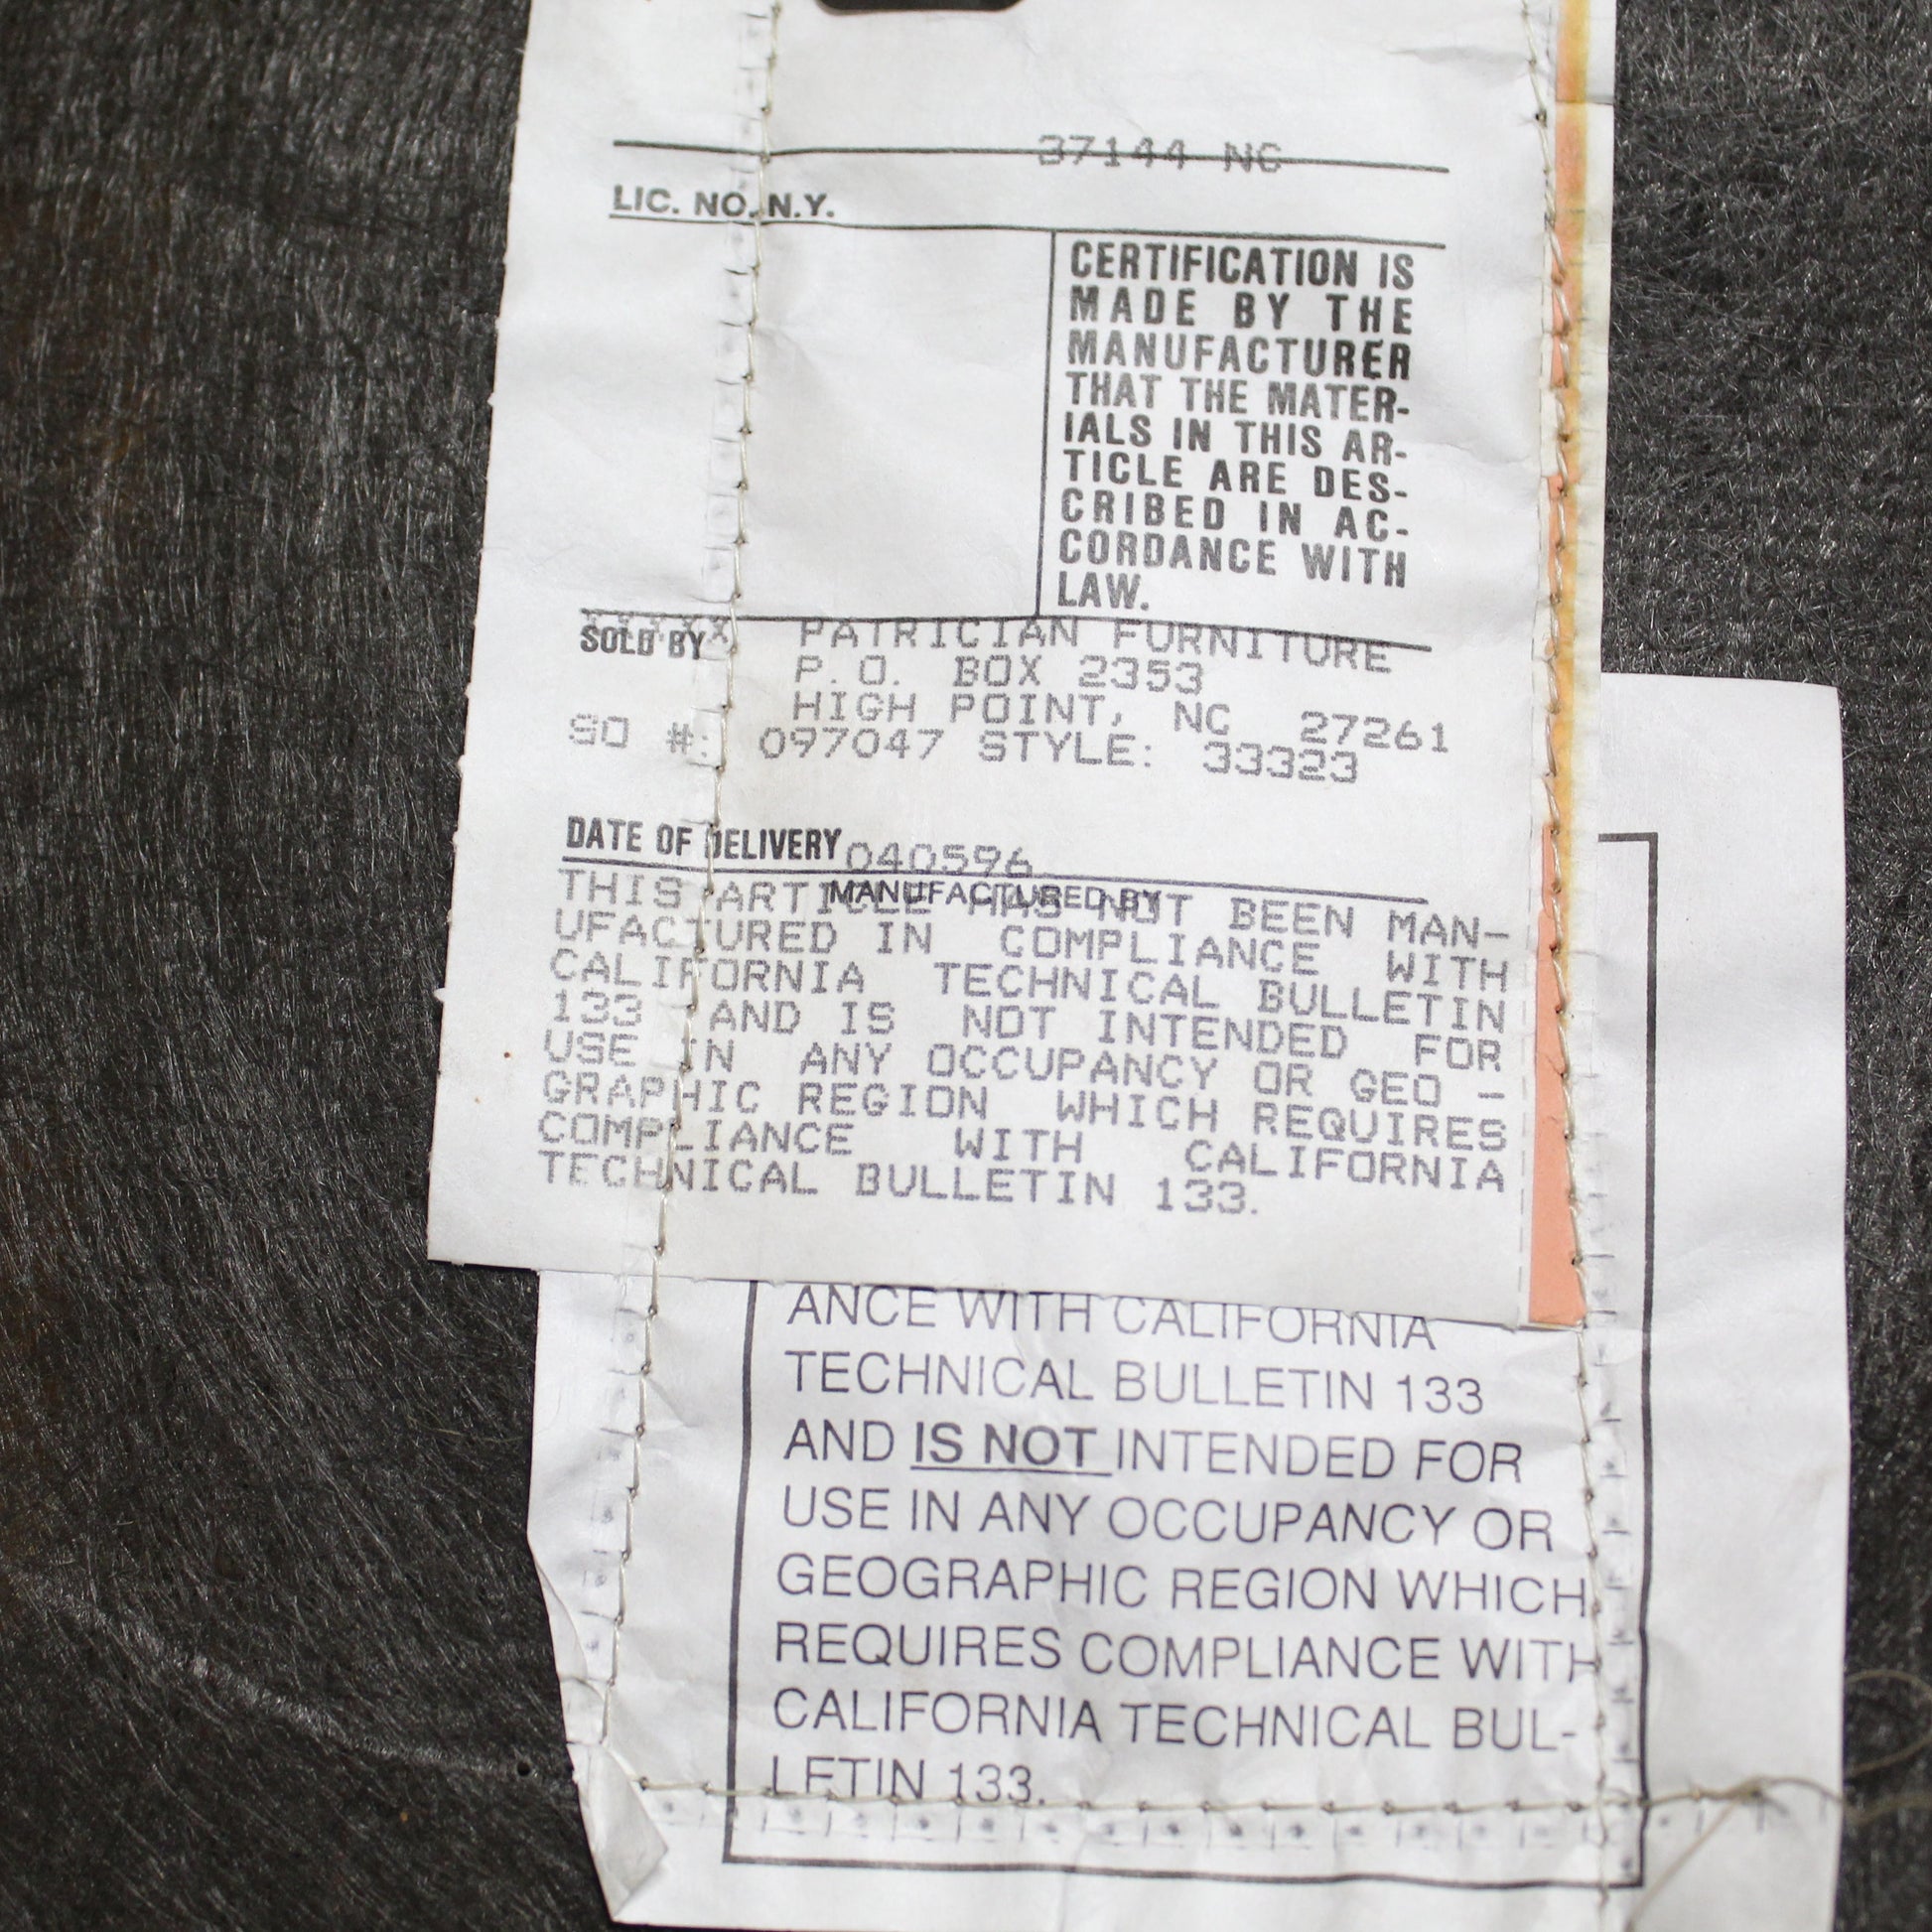 37144 NC
LIC. NO. N.Y.
CERTIFICATION IS
MADE BY THE
MANUFACTURER
THAT THE MATER-
IALS IN THIS AR-
TICLE ARE DES-
CRIBED IN AC-
CORDANCE WITH
LAW.
SOLD BY XXXXX PATRICIAN FURNITURE
P.O. BOX 2353
HIGH POINT, NC 27261
SO #: 097047 STYLE: 33323
DATE OF DELIVERY 040596
MANUFACTURED BY
THIS ARTICLE HAS NOT BEEN MAN-
UFACTURED IN COMPLIANCE WITH
CALIFORNIA TECHNICAL BULLETIN
133 AND IS NOT INTENDED FOR
USE IN ANY OCCUPANCY OR GEO -
GRAPHIC REGION WHICH REQUIRES
COMPLIANCE WITH CALIFORNIA
TECHNICAL BULLETIN 133.
ANCE WITH CALIFORNIA
TECHNICAL BULLETIN 133
AND IS NOT INTENDED FOR
USE IN ANY OCCUPANCY OR
GEOGRAPHIC REGION WHICH
REQUIRES COMPLIANCE WITH
CALIFORNIA TECHNICAL BUL-
LETIN 133.